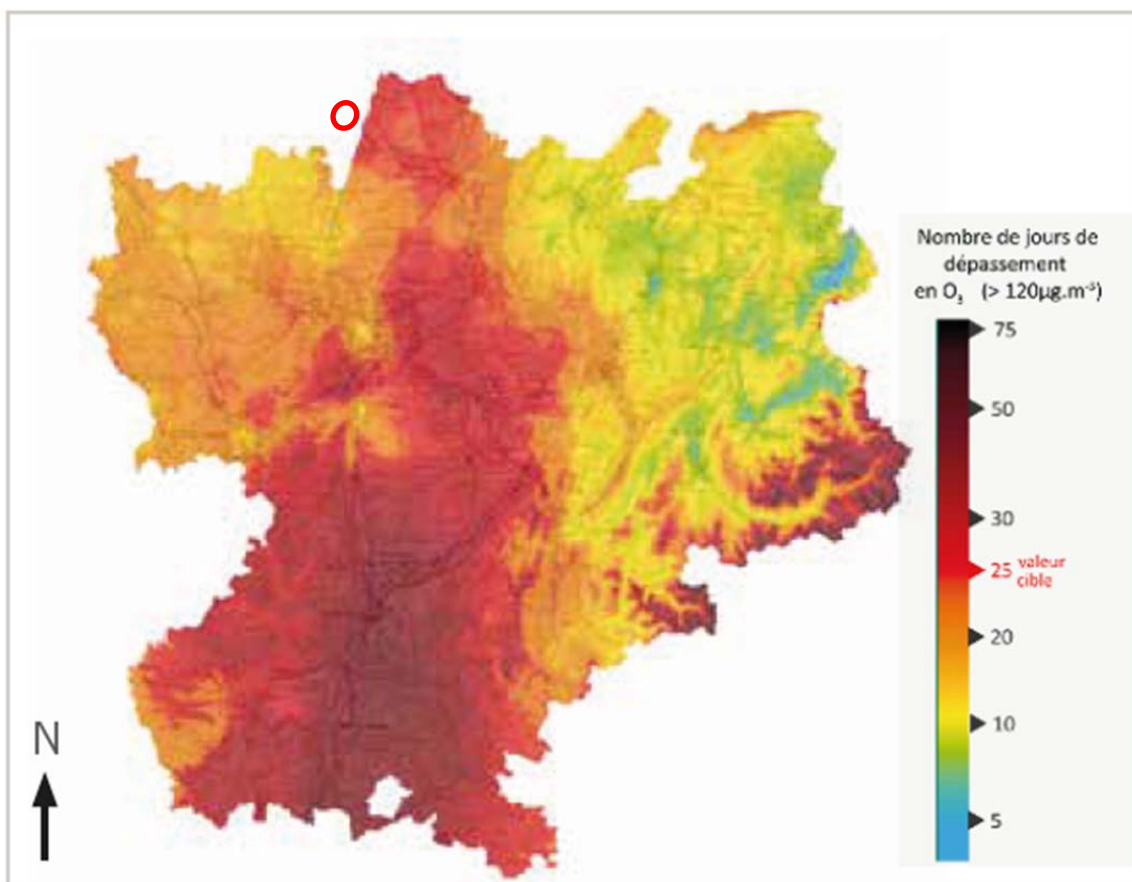 Nombre de jours de
dépassement
en O₃ (> 120µg.m⁻³)
75
50
30
25 valeur
cible
20
10
5
N